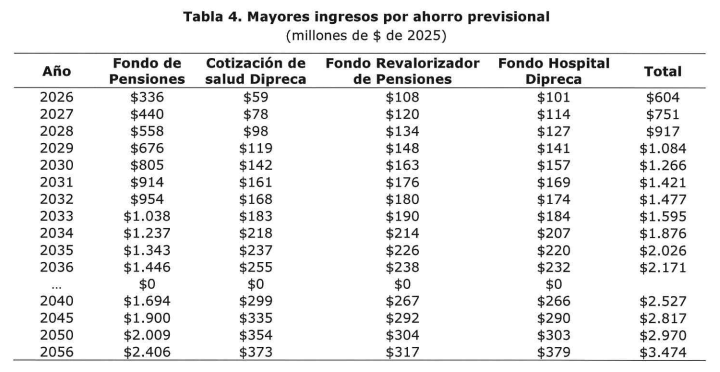 Tabla 4. Mayores ingresos por ahorro previsional
(millones de $ de 2025)
Año Fondo de Pensiones Cotización de salud Dipreca Fondo Revalorizador de Pensiones Fondo Hospital Dipreca Total
2026 $336 $59 $108 $101 $604
2027 $440 $78 $120 $114 $751
2028 $558 $98 $134 $127 $917
2029 $676 $119 $148 $141 $1.084
2030 $805 $142 $163 $157 $1.266
2031 $914 $161 $176 $169 $1.421
2032 $954 $168 $180 $174 $1.477
2033 $1.038 $183 $190 $184 $1.595
2034 $1.237 $218 $214 $207 $1.876
2035 $1.343 $237 $226 $220 $2.026
2036 $1.446 $255 $238 $232 $2.171
... $0 $0 $0 $0
2040 $1.694 $299 $267 $266 $2.527
2045 $1.900 $335 $292 $290 $2.817
2050 $2.009 $354 $304 $303 $2.970
2056 $2.406 $373 $317 $379 $3.474